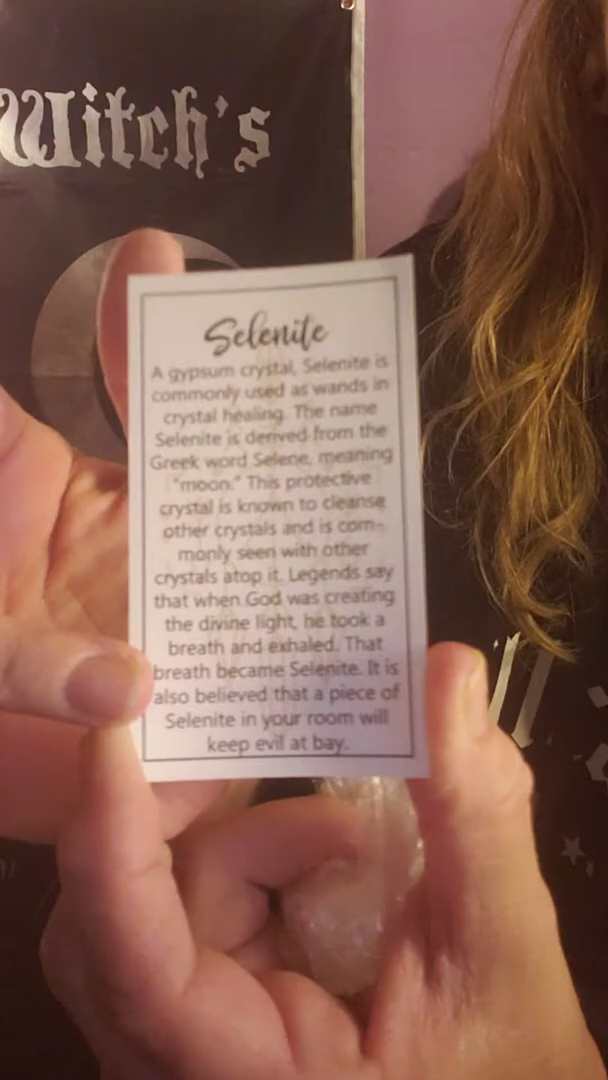 Witch's
Selenite
A gypsum crystal, Selenite is
commonly used as wands in
crystal healing. The name
Selenite is derived from the
Greek word Selene, meaning
"moon." This protective
crystal is known to cleanse
other crystals and is com-
monly seen with other
crystals atop it. Legends say
that when God was creating
the divine light, he took a
breath and exhaled. That
breath became Selenite. It is
also believed that a piece of
Selenite in your room will
keep evil at bay.